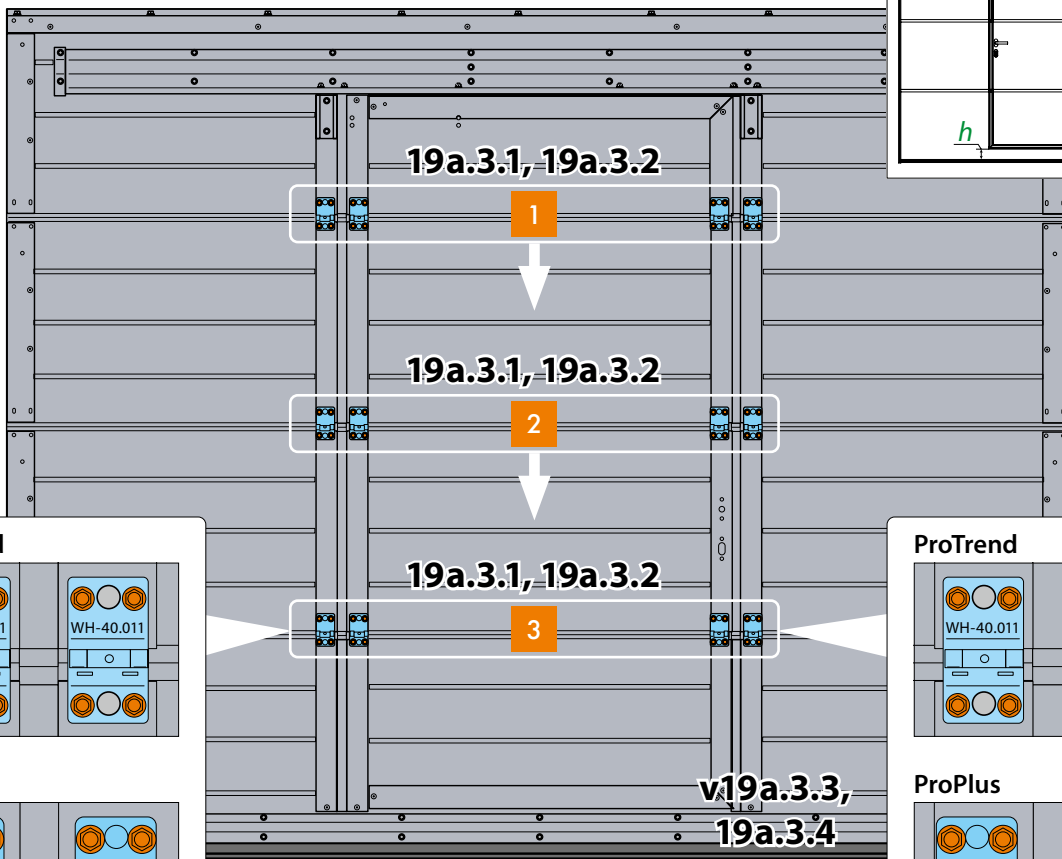 h
19a.3.1, 19a.3.2
1
19a.3.1, 19a.3.2
2
19a.3.1, 19a.3.2
3
WH-40.011
ProTrend
WH-40.011
v19a.3.3,
19a.3.4
ProPlus